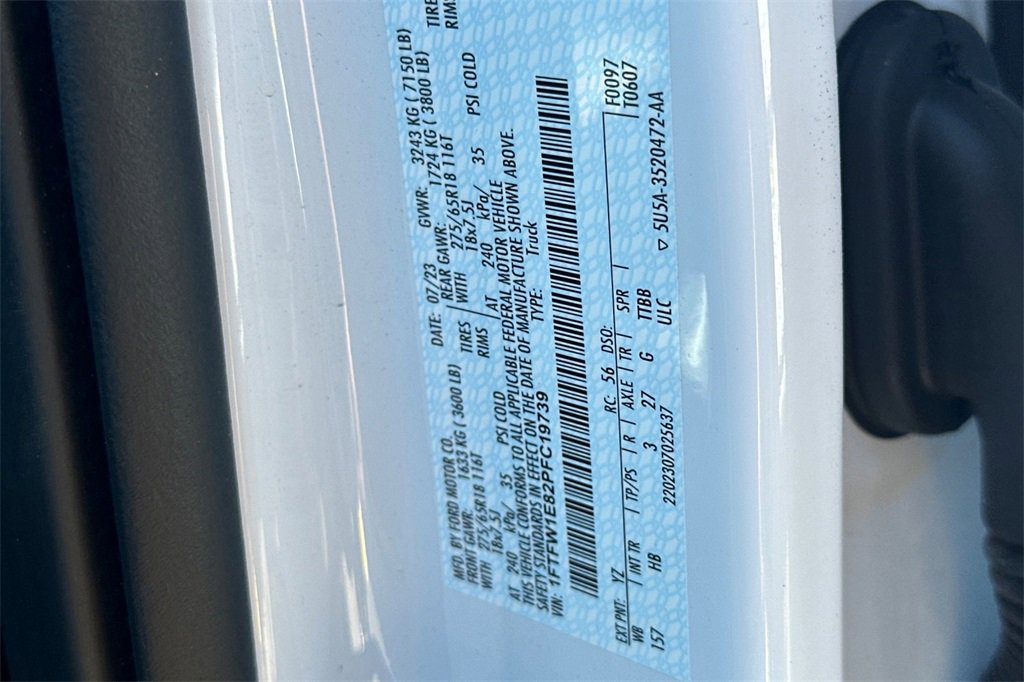 MFD. BY FORD MOTOR CO.
DATE: 07/23 GVWR: 3243 KG ( 7150 LB)
FRONT GAWR: 1633 KG ( 3600 LB) REAR GAWR: 1724 KG ( 3800 LB)
WITH 275/65R18 116T TIRES WITH 275/65R18 116T TIRES
18x7.5J RIMS 18x7.5J RIMS
AT 240 kPa/ 35 PSI COLD AT 240 kPa/ 35 PSI COLD
THIS VEHICLE CONFORMS TO ALL APPLICABLE FEDERAL MOTOR VEHICLE
SAFETY STANDARDS IN EFFECT ON THE DATE OF MANUFACTURE SHOWN ABOVE.
VIN: 1FTFW1E82PFC19739 TYPE: Truck
F0097
EXT PNT: YZ RC: 56 DSO: T0607
WB INT TR TP/PS R AXLE TR SPR
157 HB 3 27 G TTBB
2202307025637 ULC ▽ 5U5A-3520472-AA